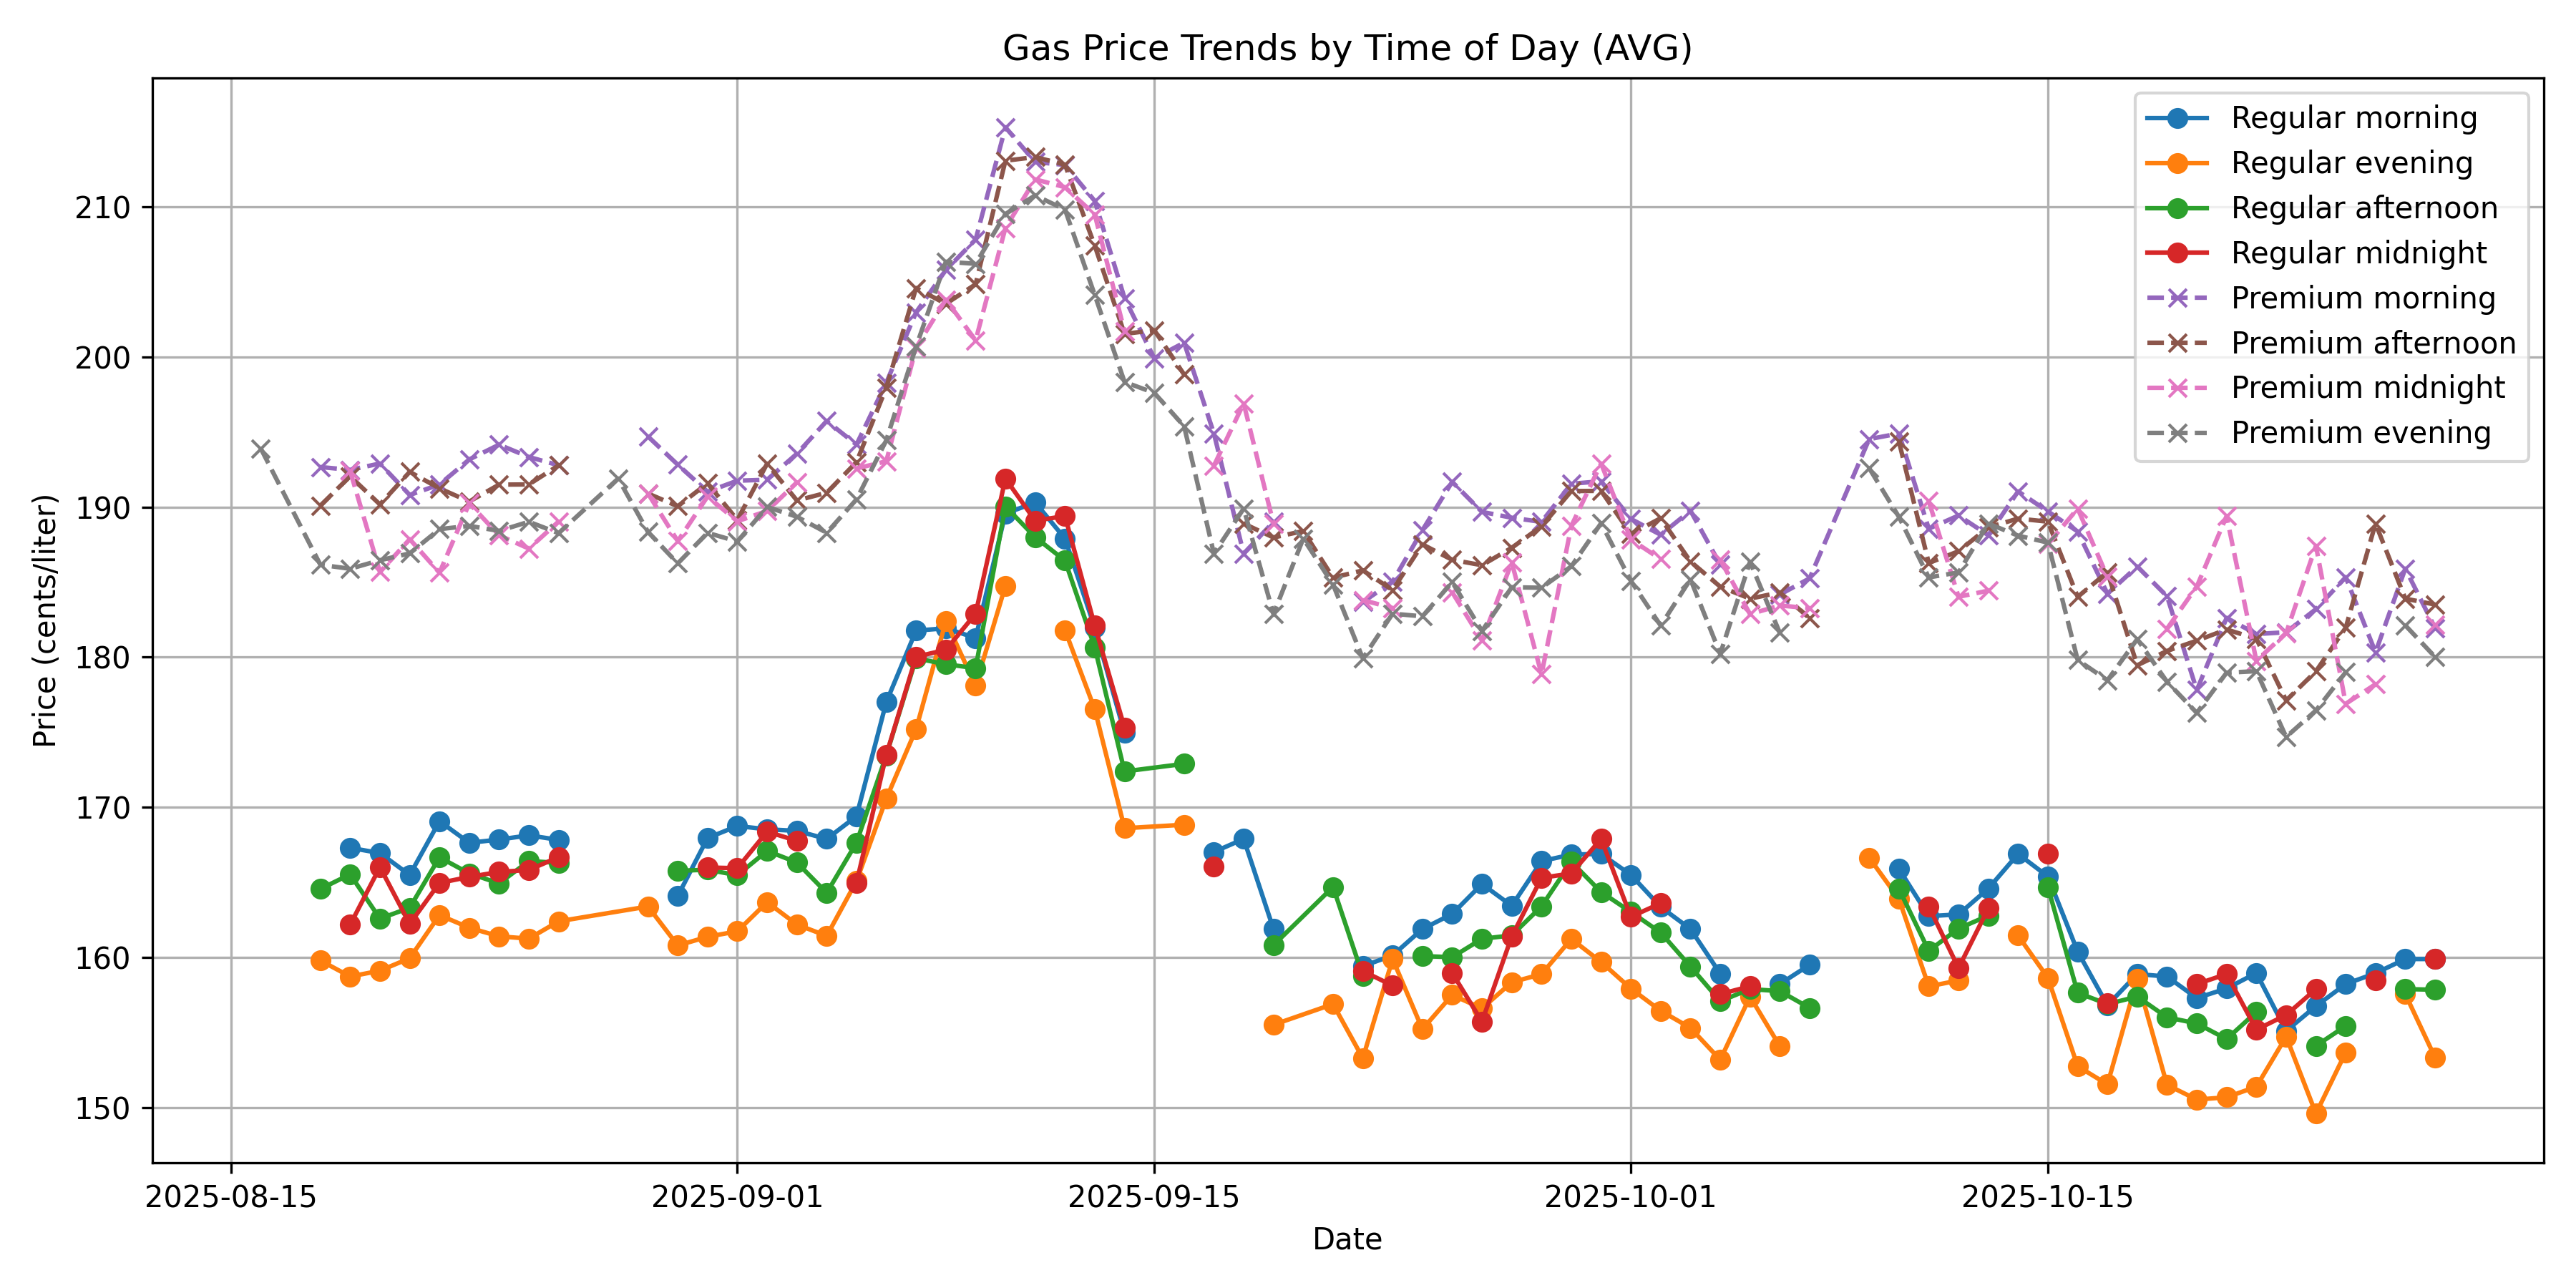 Gas Price Trends by Time of Day (AVG)
Regular morning
Regular evening
Regular afternoon
Regular midnight
Premium morning
Premium afternoon
Premium midnight
Premium evening
Price (cents/liter)
210
200
190
180
170
160
150
2025-08-15
2025-09-01
2025-09-15
2025-10-01
2025-10-15
Date